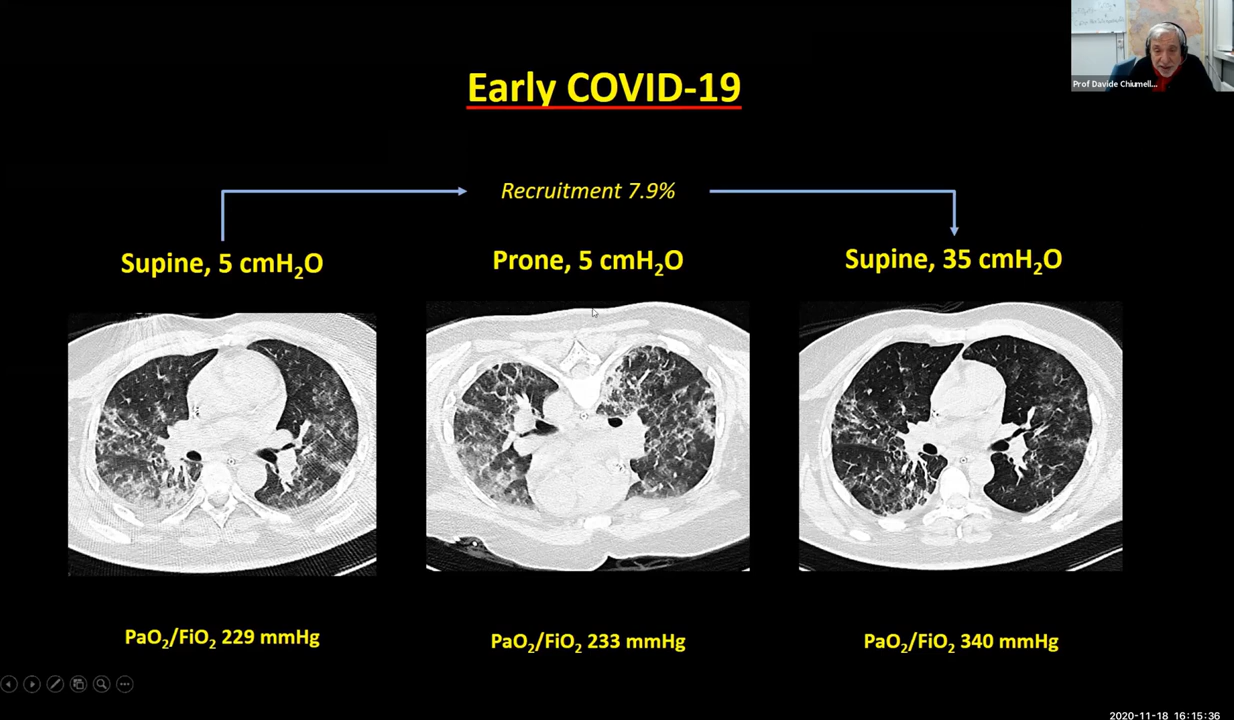 Prof Davide Chiumell...
Early COVID-19
Recruitment 7.9%
Supine, 5 cmH₂O
Prone, 5 cmH₂O
Supine, 35 cmH₂O
PaO₂/FiO₂ 229 mmHg
PaO₂/FiO₂ 233 mmHg
PaO₂/FiO₂ 340 mmHg
2020-11-18 16:15:36